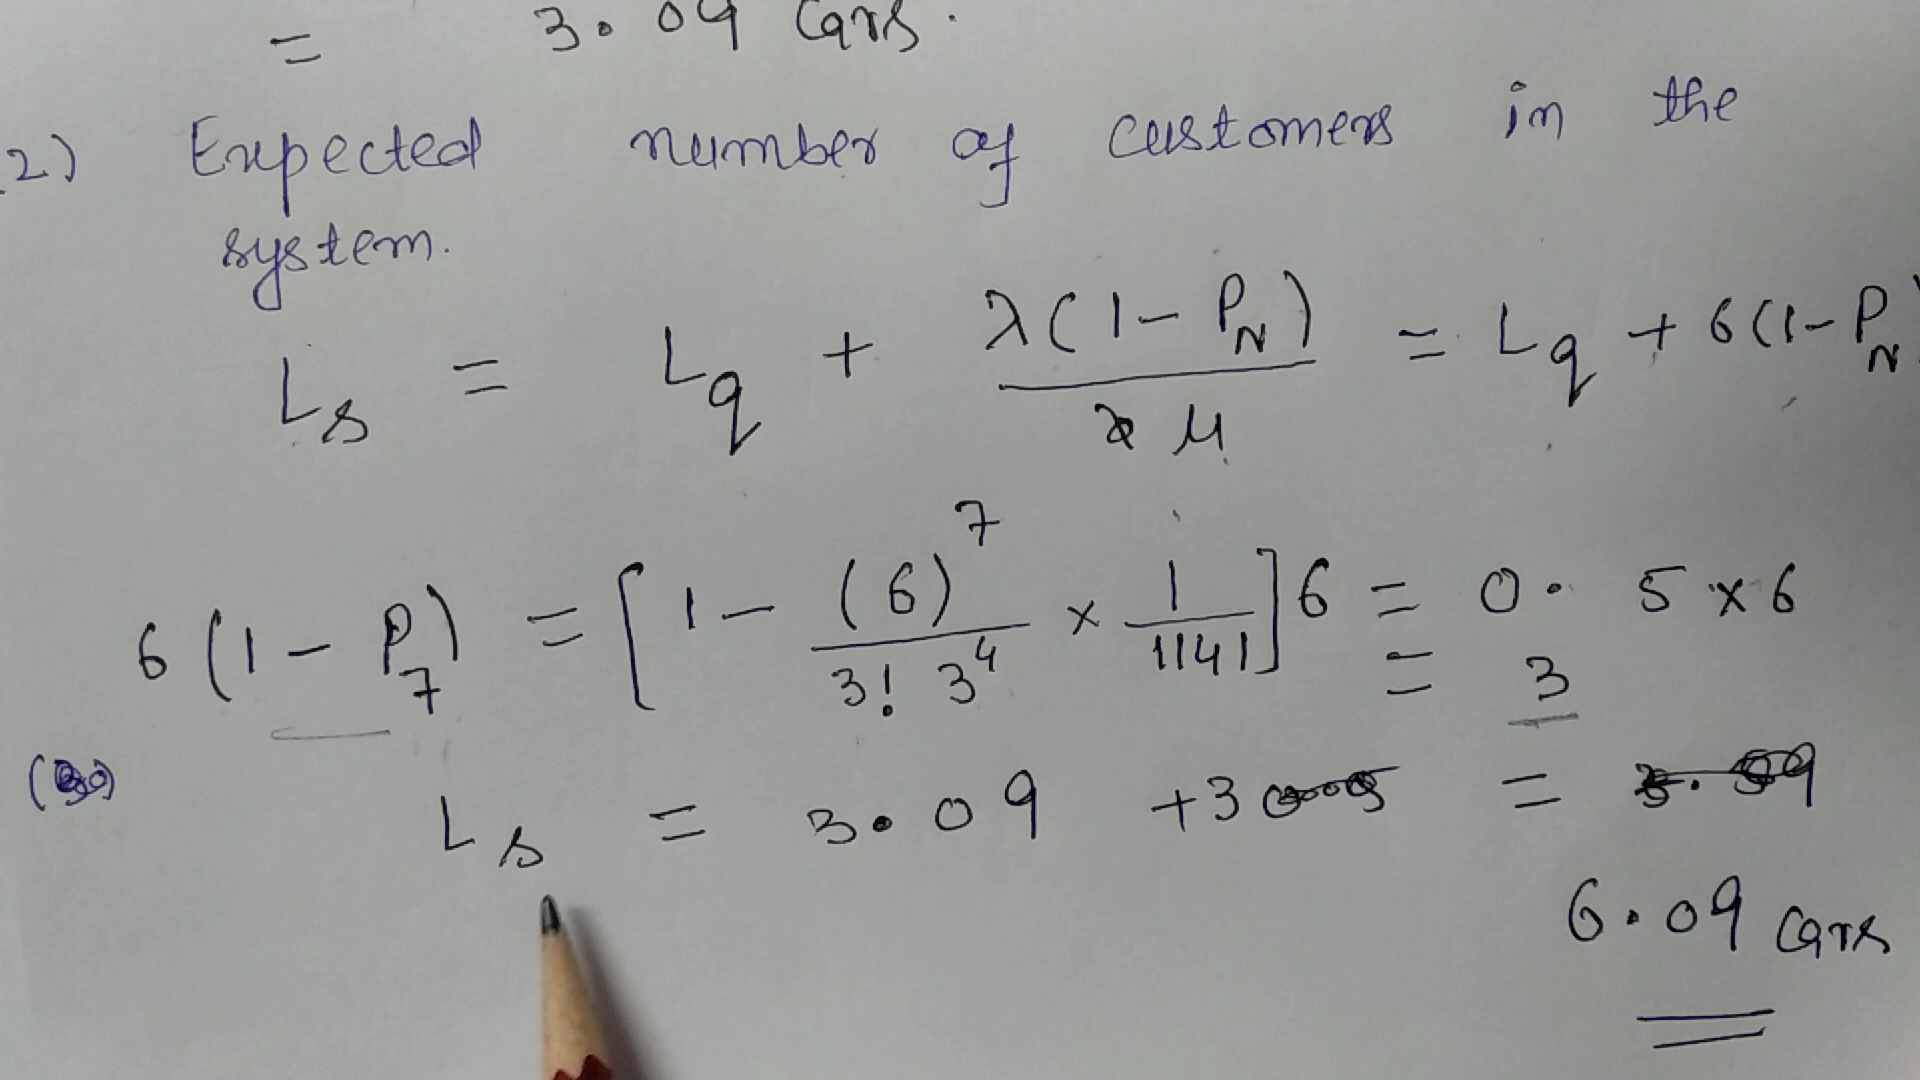 = 3.09 cars.
2) Expected number of customers in the
system.
Ls = Lq + λ(1-PN)/μ = Lq + 6(1-PN)
6(1-P7) = [1 - (6)^7/(3! 3^4) × 1/1141]6 = 0.5×6
= 3
Ls = 3.09 + 3 =
6.09 cars